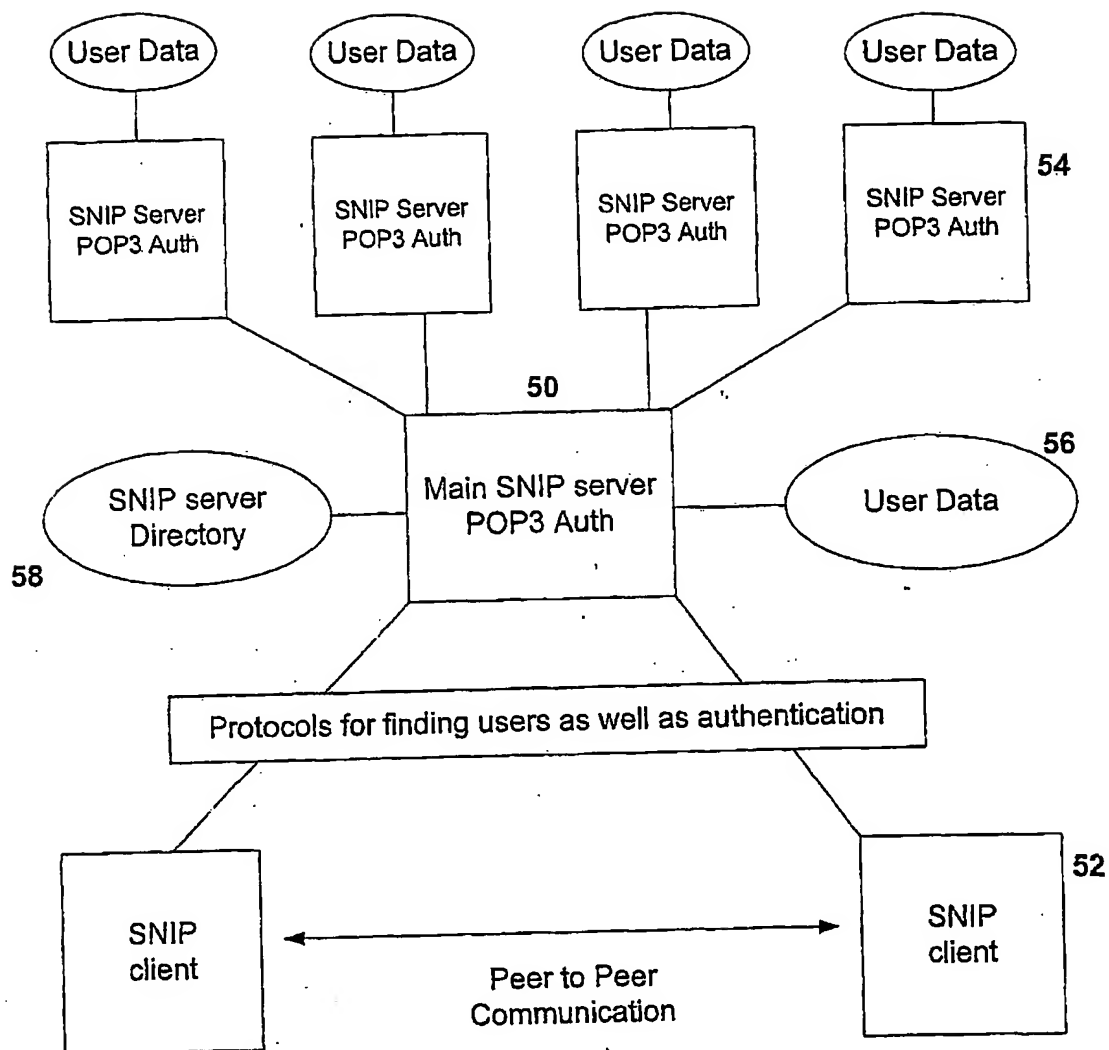 User Data
User Data
User Data
User Data
SNIP Server
POP3 Auth
SNIP Server
POP3 Auth
SNIP Server
POP3 Auth
SNIP Server
POP3 Auth
54
50
Main SNIP server
POP3 Auth
SNIP server
Directory
58
User Data
56
Protocols for finding users as well as authentication
SNIP
client
SNIP
client
52
Peer to Peer
Communication